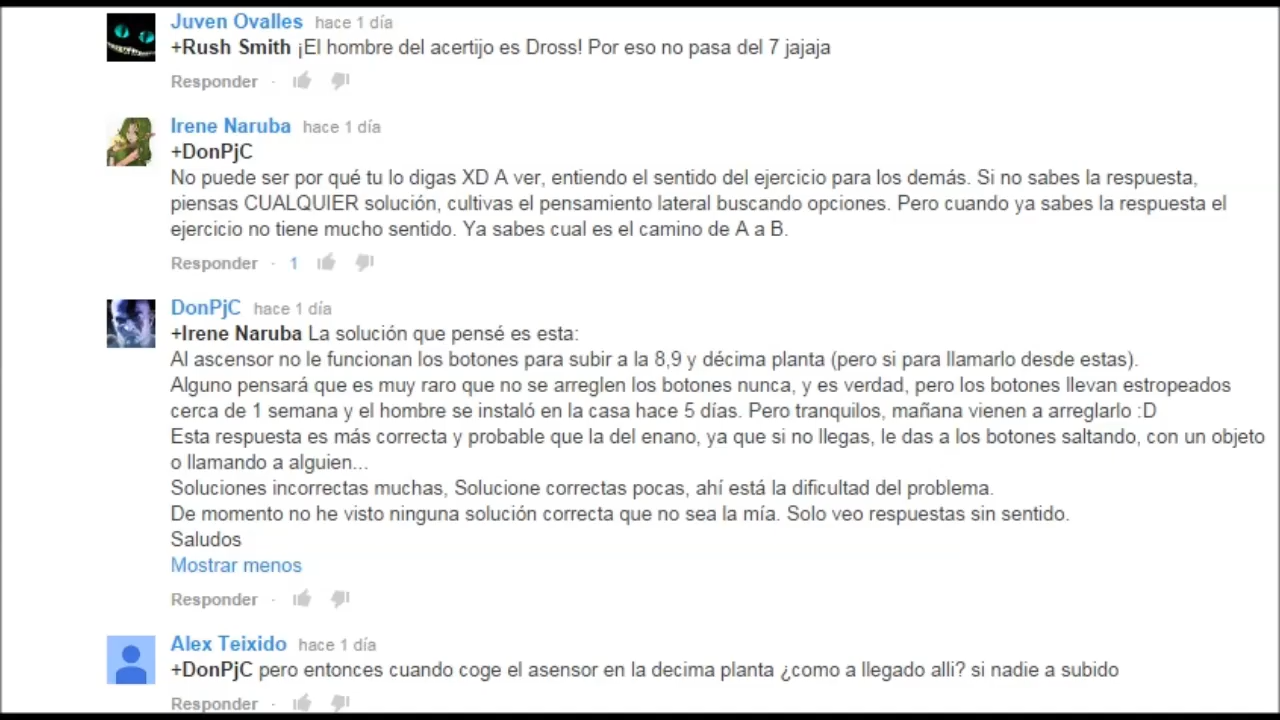 Juven Ovalles hace 1 día
+Rush Smith ¡El hombre del acertijo es Dross! Por eso no pasa del 7 jajaja
Responder ·
Irene Naruba hace 1 día
+DonPjC
No puede ser por qué tu lo digas XD A ver, entiendo el sentido del ejercicio para los demás. Si no sabes la respuesta,
piensas CUALQUIER solución, cultivas el pensamiento lateral buscando opciones. Pero cuando ya sabes la respuesta el
ejercicio no tiene mucho sentido. Ya sabes cual es el camino de A a B.
Responder · 1
DonPjC hace 1 día
+Irene Naruba La solución que pensé es esta:
Al ascensor no le funcionan los botones para subir a la 8,9 y décima planta (pero si para llamarlo desde estas).
Alguno pensará que es muy raro que no se arreglen los botones nunca, y es verdad, pero los botones llevan estropeados
cerca de 1 semana y el hombre se instaló en la casa hace 5 días. Pero tranquilos, mañana vienen a arreglarlo :D
Esta respuesta es más correcta y probable que la del enano, ya que si no llegas, le das a los botones saltando, con un objeto
o llamando a alguien...
Soluciones incorrectas muchas, Solucione correctas pocas, ahí está la dificultad del problema.
De momento no he visto ninguna solución correcta que no sea la mía. Solo veo respuestas sin sentido.
Saludos
Mostrar menos
Responder ·
Alex Teixido hace 1 día
+DonPjC pero entonces cuando coge el asensor en la decima planta ¿como a llegado alli? si nadie a subido
Responder ·